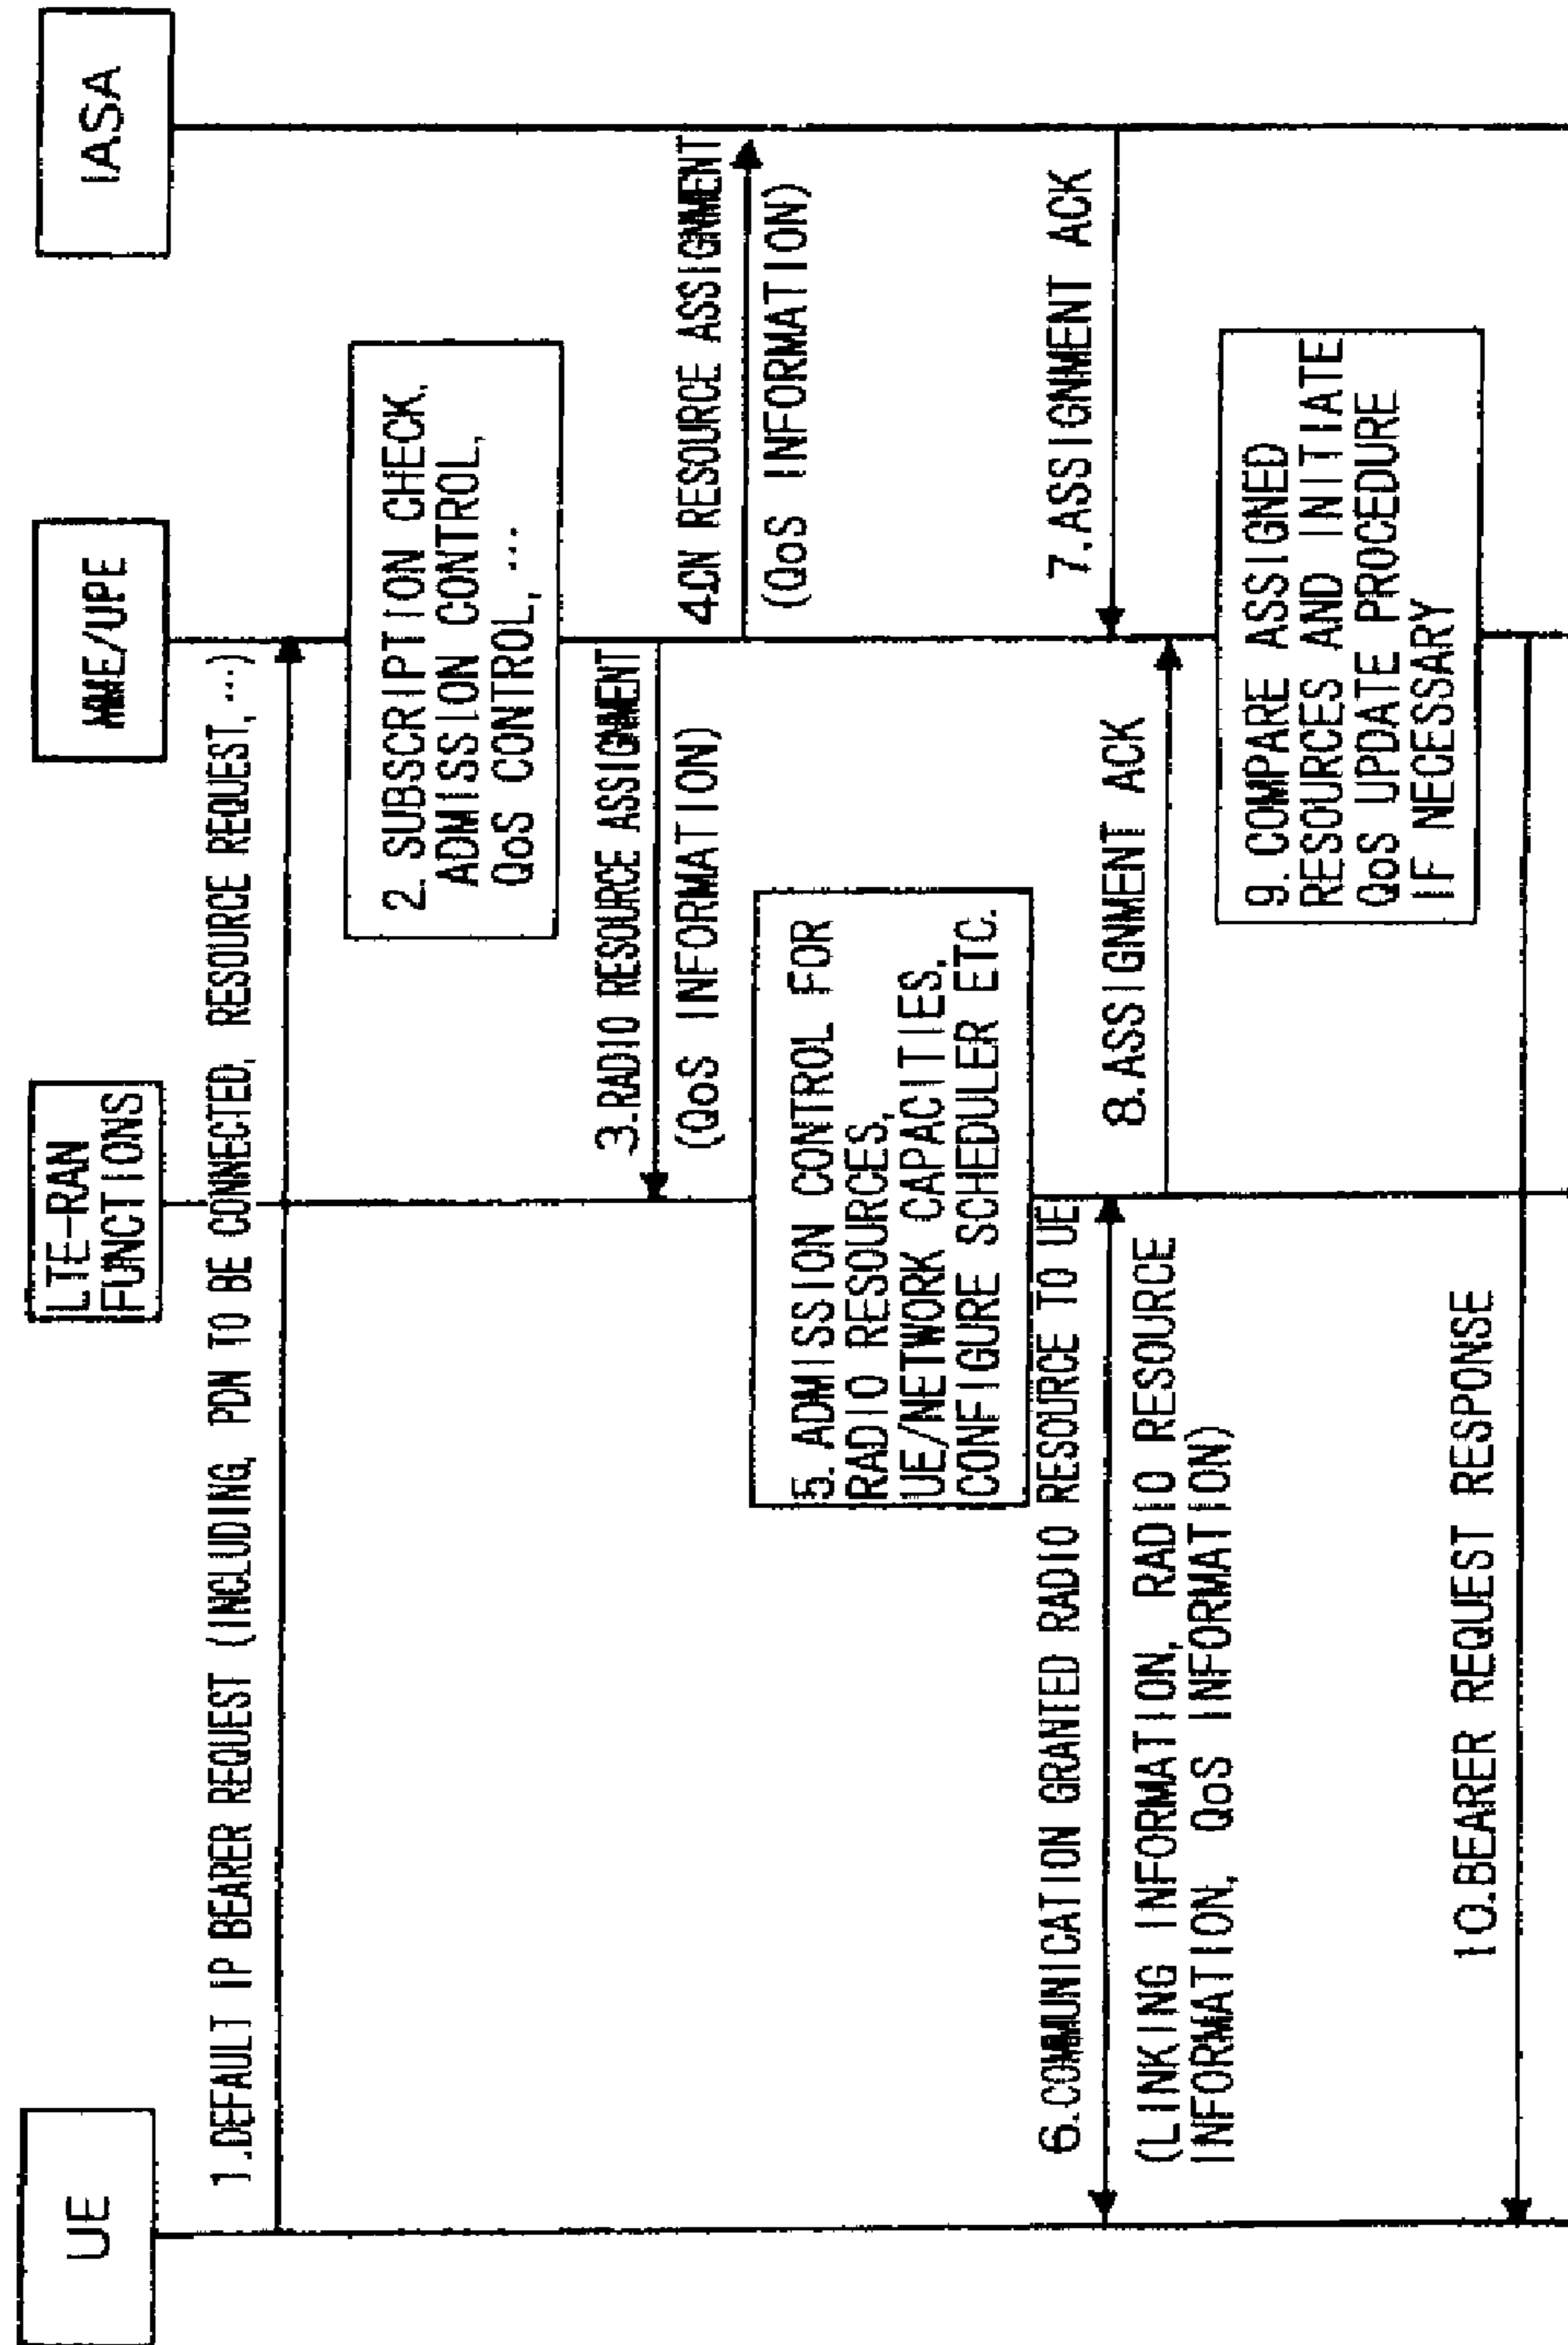 UE
LTE-RAN
FUNCTIONS
MME/UPE
IASA
1.DEFAULT IP BEARER REQUEST (INCLUDING, PDN TO BE CONNECTED, RESOURCE REQUEST,···)
2. SUBSCRIPTION CHECK.
ADMISSION CONTROL,
QoS CONTROL, ···
3.RADIO RESOURCE ASSIGNMENT
(QoS INFORMATION)
4.CN RESOURCE ASSIGNMENT
(QoS INFORMATION)
5. ADMISSION CONTROL FOR
RADIO RESOURCES,
UE/NETWORK CAPACITIES.
CONFIGURE SCHEDULER ETC.
6.COMMUNICATION GRANTED RADIO RESOURCE TO UE
(LINKING INFORMATION, RADIO RESOURCE
INFORMATION, QoS INFORMATION)
7.ASSIGNMENT ACK
8.ASSIGNMENT ACK
9. COMPARE ASSIGNED
RESOURCES AND INITIATE
QoS UPDATE PROCEDURE
IF NECESSARY
10.BEARER REQUEST RESPONSE